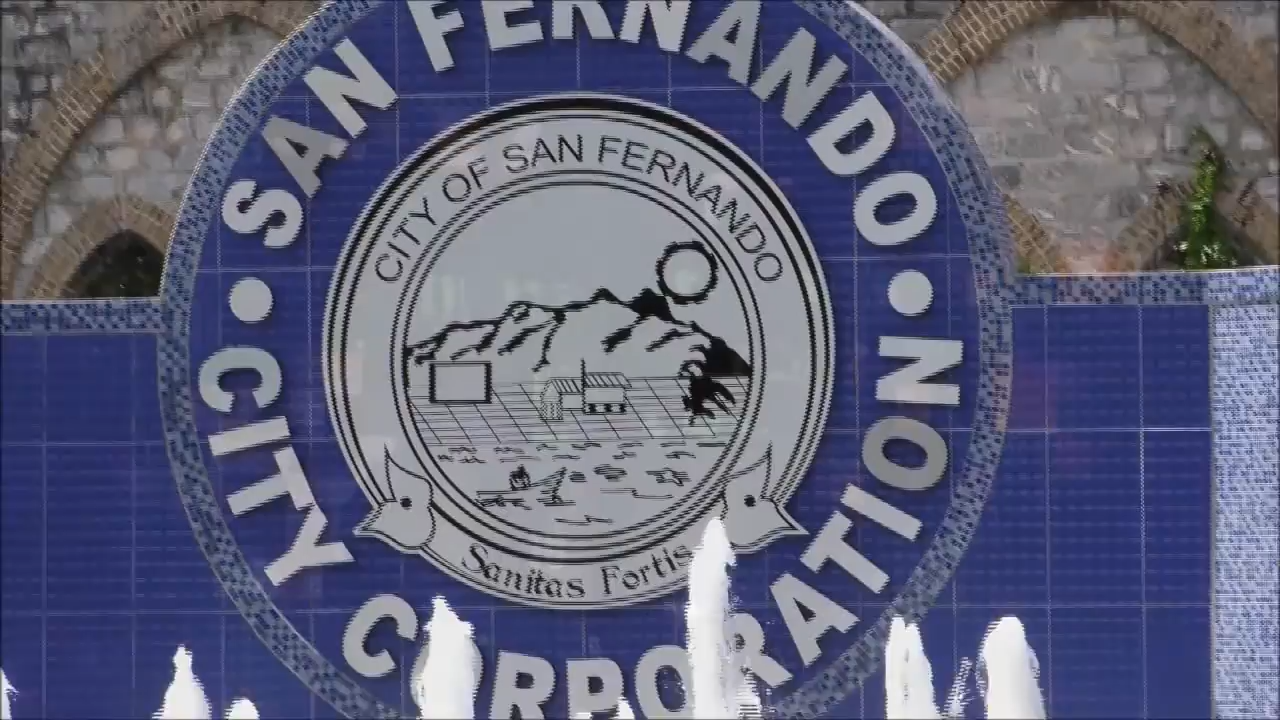 SAN FERNANDO
CITY CORPORATION
CITY OF SAN FERNANDO
Sanitas Fortis